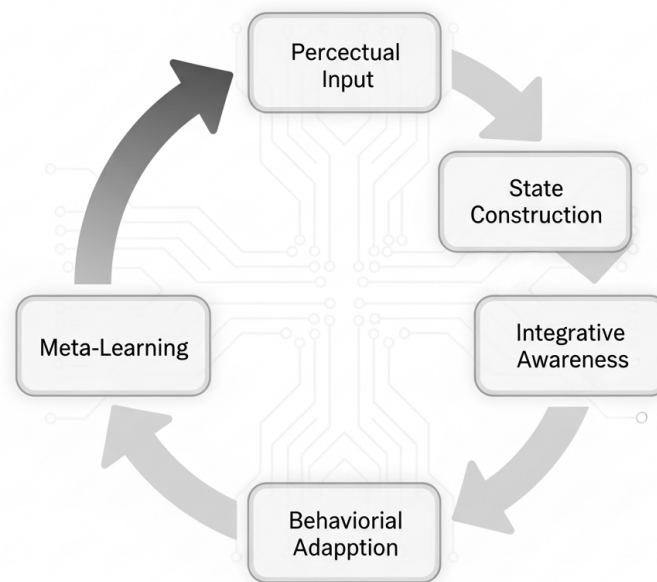 Percectual
Input
State
Construction
Integrative
Awareness
Behaviorial
Adapption
Meta-Learning